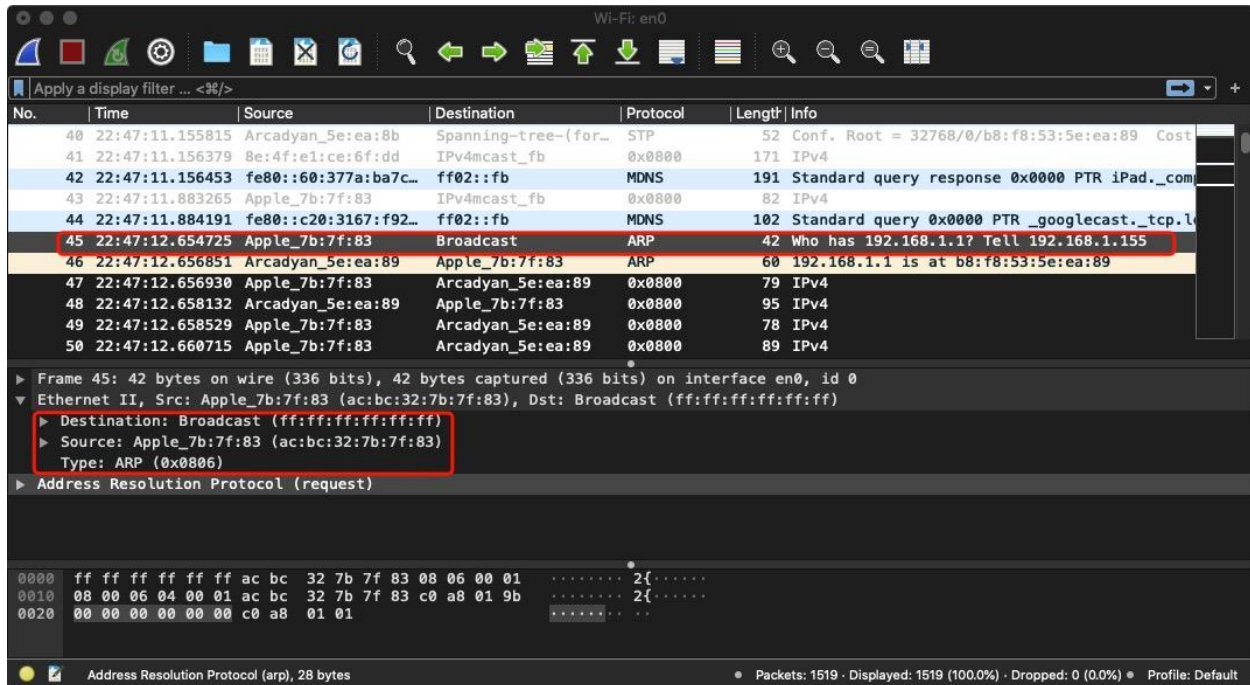 Wi-Fi: en0
Apply a display filter ... <⌘/>
No. Time Source Destination Protocol Length Info
40 22:47:11.155815 Arcadyan_5e:ea:8b Spanning-tree-(for… STP 52 Conf. Root = 32768/0/b8:f8:53:5e:ea:89 Cost
41 22:47:11.156379 8e:4f:e1:ce:6f:dd IPv4mcast_fb 0x0800 171 IPv4
42 22:47:11.156453 fe80::60:377a:ba7c… ff02::fb MDNS 191 Standard query response 0x0000 PTR iPad._com
43 22:47:11.883265 Apple_7b:7f:83 IPv4mcast_fb 0x0800 82 IPv4
44 22:47:11.884191 fe80::c20:3167:f92… ff02::fb MDNS 102 Standard query 0x0000 PTR _googlecast._tcp.l
45 22:47:12.654725 Apple_7b:7f:83 Broadcast ARP 42 Who has 192.168.1.1? Tell 192.168.1.155
46 22:47:12.656851 Arcadyan_5e:ea:89 Apple_7b:7f:83 ARP 60 192.168.1.1 is at b8:f8:53:5e:ea:89
47 22:47:12.656930 Apple_7b:7f:83 Arcadyan_5e:ea:89 0x0800 79 IPv4
48 22:47:12.658132 Arcadyan_5e:ea:89 Apple_7b:7f:83 0x0800 95 IPv4
49 22:47:12.658529 Apple_7b:7f:83 Arcadyan_5e:ea:89 0x0800 78 IPv4
50 22:47:12.660715 Apple_7b:7f:83 Arcadyan_5e:ea:89 0x0800 89 IPv4
Frame 45: 42 bytes on wire (336 bits), 42 bytes captured (336 bits) on interface en0, id 0
Ethernet II, Src: Apple_7b:7f:83 (ac:bc:32:7b:7f:83), Dst: Broadcast (ff:ff:ff:ff:ff:ff)
Destination: Broadcast (ff:ff:ff:ff:ff:ff)
Source: Apple_7b:7f:83 (ac:bc:32:7b:7f:83)
Type: ARP (0x0806)
Address Resolution Protocol (request)
0000 ff ff ff ff ff ff ac bc 32 7b 7f 83 08 06 00 01 ········ 2{······
0010 08 00 06 04 00 01 ac bc 32 7b 7f 83 c0 a8 01 9b ········ 2{······
0020 00 00 00 00 00 00 c0 a8 01 01 ········ ··
Address Resolution Protocol (arp), 28 bytes
Packets: 1519 · Displayed: 1519 (100.0%) · Dropped: 0 (0.0%)
Profile: Default